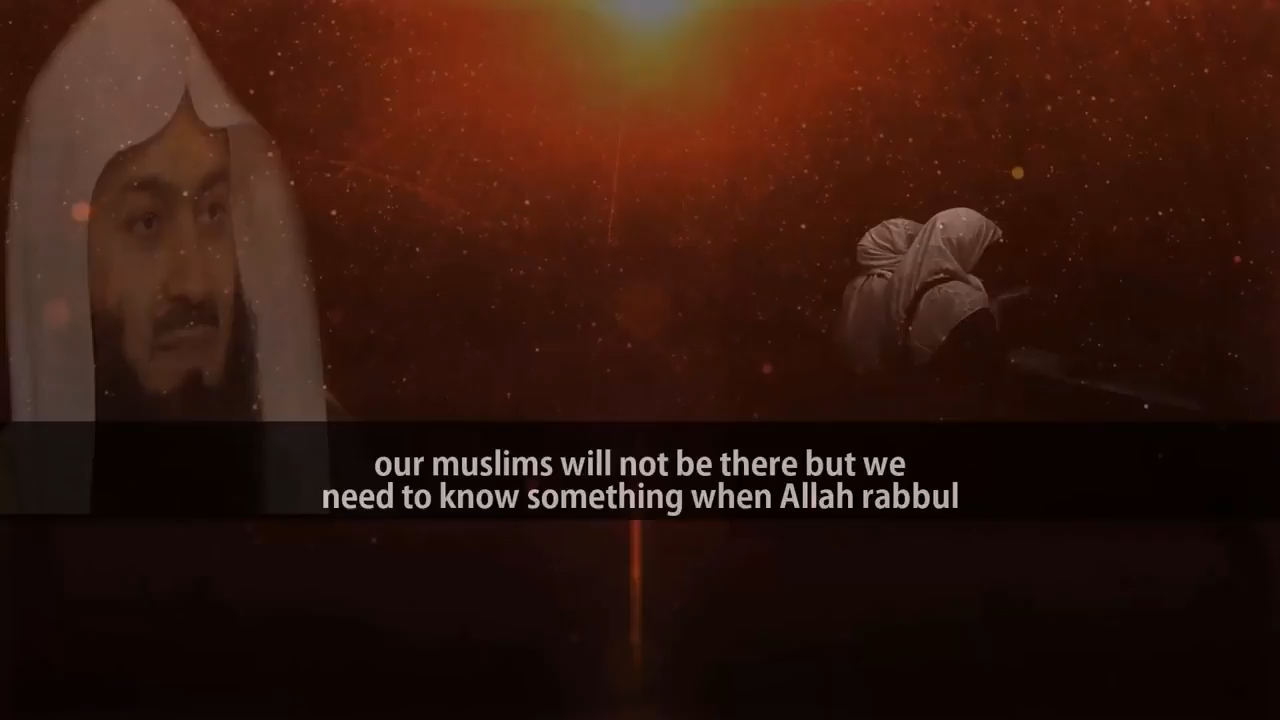 our muslims will not be there but we
need to know something when Allah rabbul